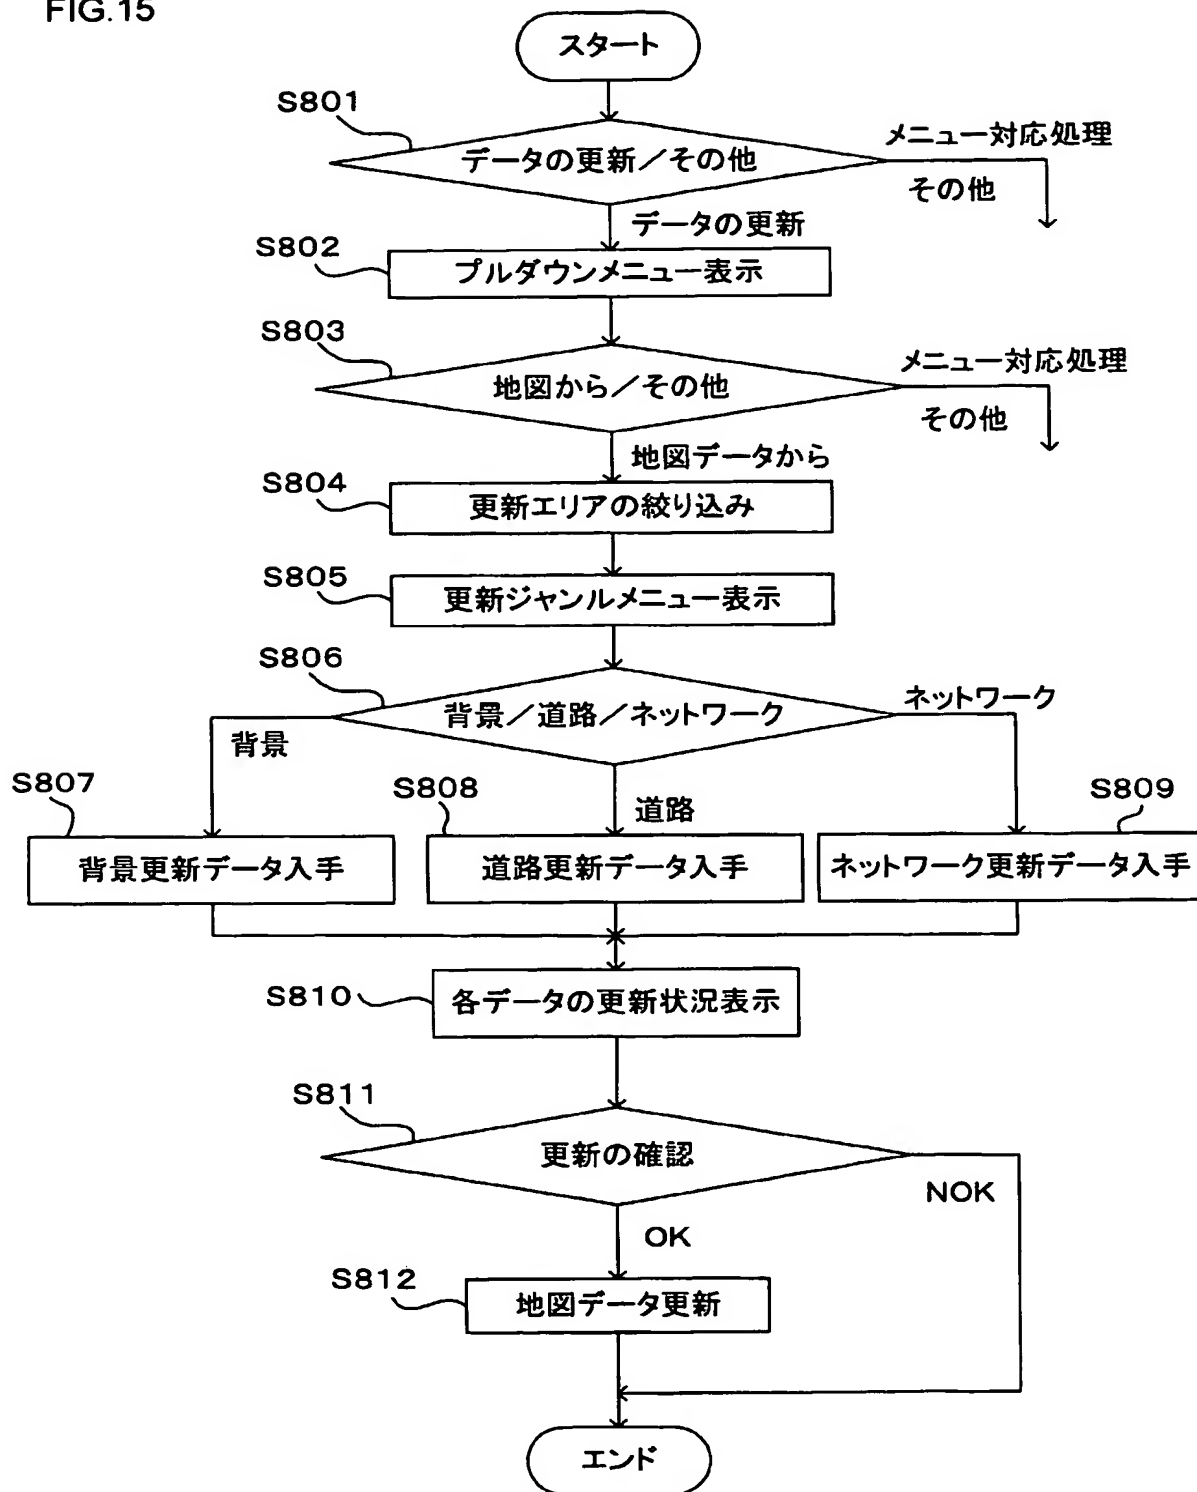 FIG.15
スタート
S801
データの更新／その他
メニュー対応処理
その他
データの更新
S802
プルダウンメニュー表示
S803
地図から／その他
メニュー対応処理
その他
地図データから
S804
更新エリアの絞り込み
S805
更新ジャンルメニュー表示
S806
背景／道路／ネットワーク
ネットワーク
背景
道路
S807
S808
S809
背景更新データ入手
道路更新データ入手
ネットワーク更新データ入手
S810
各データの更新状況表示
S811
更新の確認
NOK
OK
S812
地図データ更新
エンド